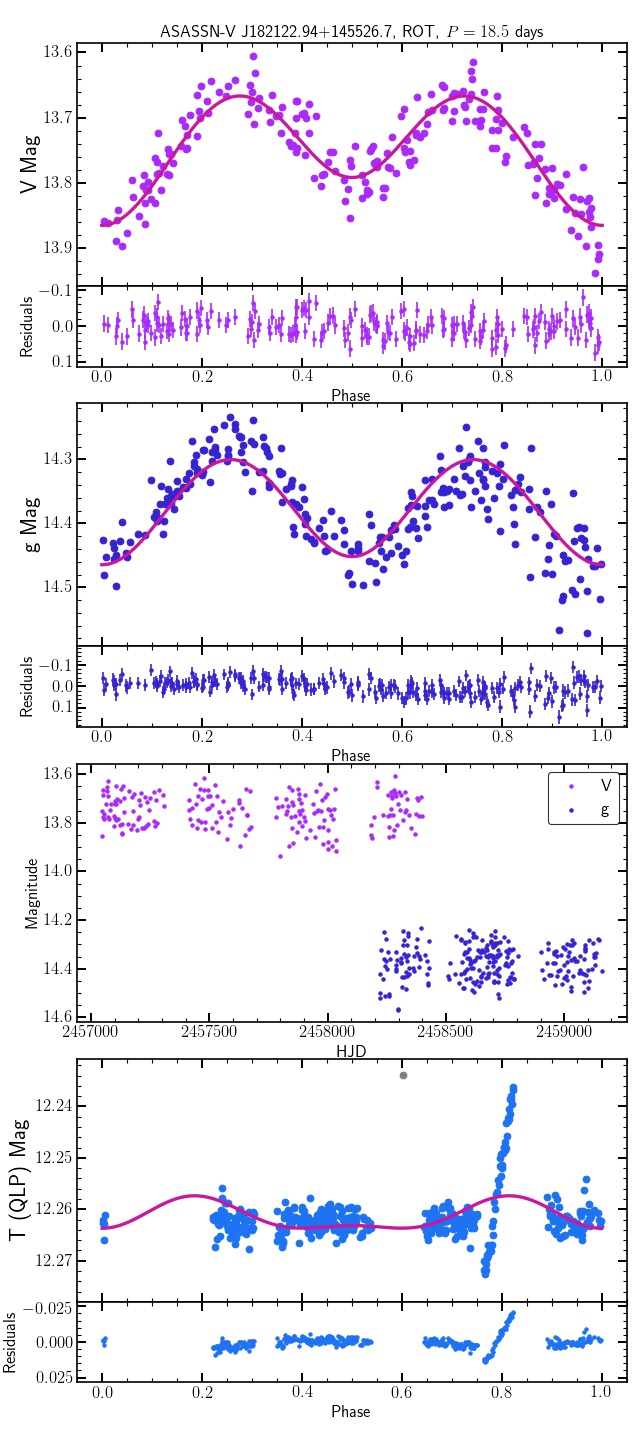 ASASSN-V J182122.94+145526.7, ROT, P = 18.5 days
13.6
13.7
13.8
13.9
V Mag
−0.1
0.0
0.1
Residuals
0.0 0.2 0.4 0.6 0.8 1.0
Phase
14.3
14.4
14.5
g Mag
−0.1
0.0
0.1
Residuals
0.0 0.2 0.4 0.6 0.8 1.0
Phase
13.6
13.8
14.0
14.2
14.4
14.6
Magnitude
V
g
2457000 2457500 2458000 2458500 2459000
HJD
12.24
12.25
12.26
12.27
T (QLP) Mag
−0.025
0.000
0.025
Residuals
0.0 0.2 0.4 0.6 0.8 1.0
Phase